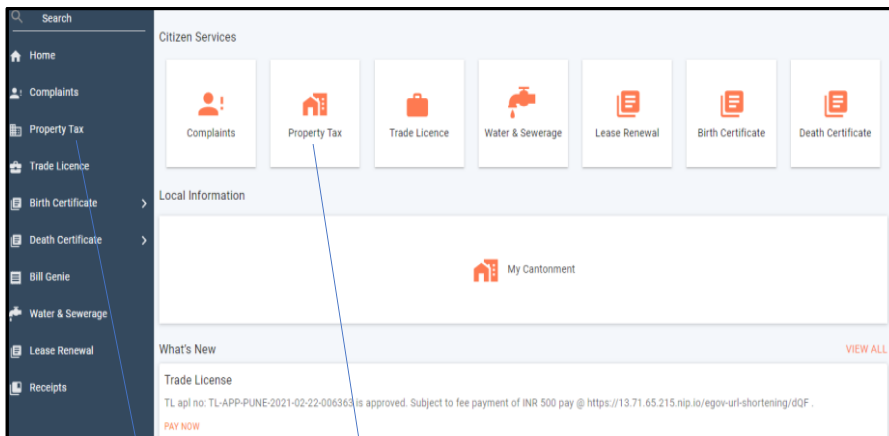 Search
Home
Complaints
Property Tax
Trade Licence
Birth Certificate
Death Certificate
Bill Genie
Water & Sewerage
Lease Renewal
Receipts
Citizen Services
Complaints
Property Tax
Trade Licence
Water & Sewerage
Lease Renewal
Birth Certificate
Death Certificate
Local Information
My Cantonment
What's New
VIEW ALL
Trade License
TL apl no: TL-APP-PUNE-2021-02-22-006363 is approved. Subject to fee payment of INR 500 pay @ https://13.71.65.215.nip.io/egov-url-shortening/dQF .
PAY NOW